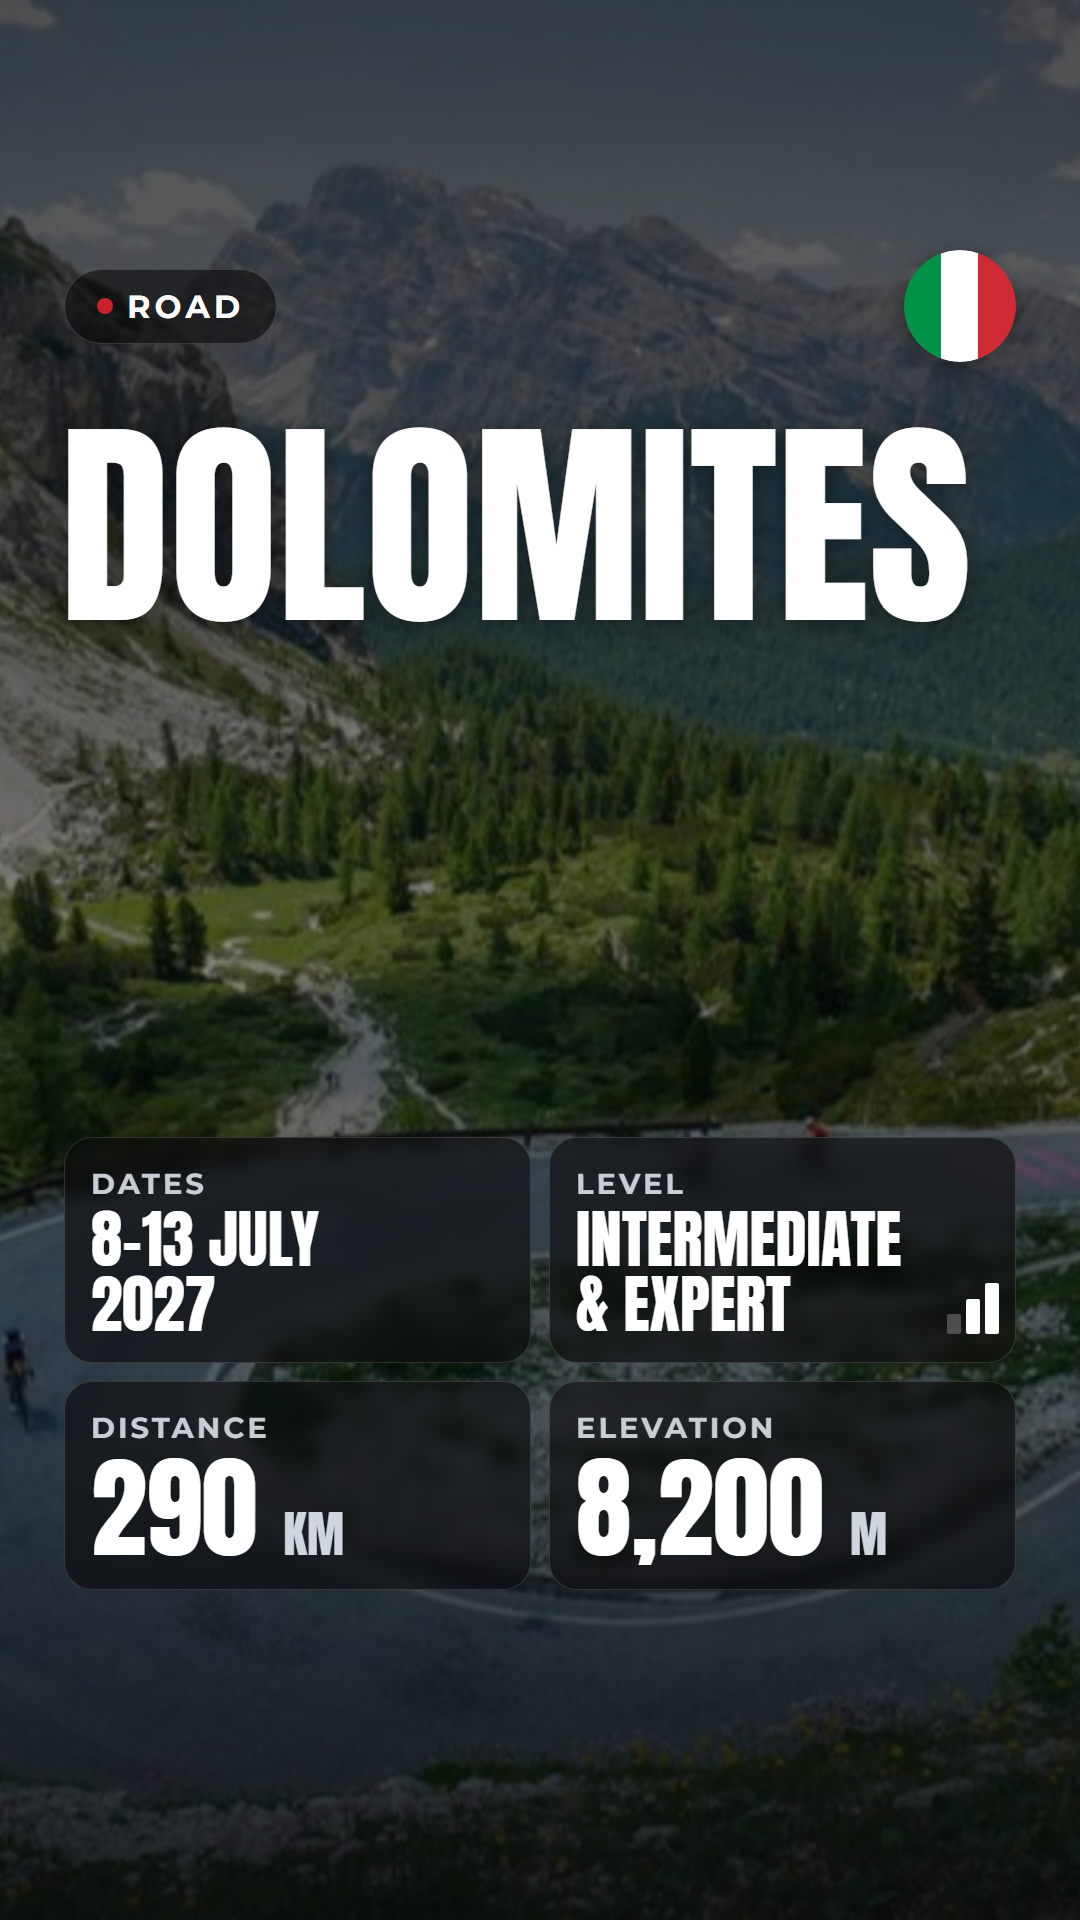 ROAD
DOLOMITES
DATES
8-13 JULY
2027
LEVEL
INTERMEDIATE
& EXPERT
DISTANCE
290 KM
ELEVATION
8,200 M